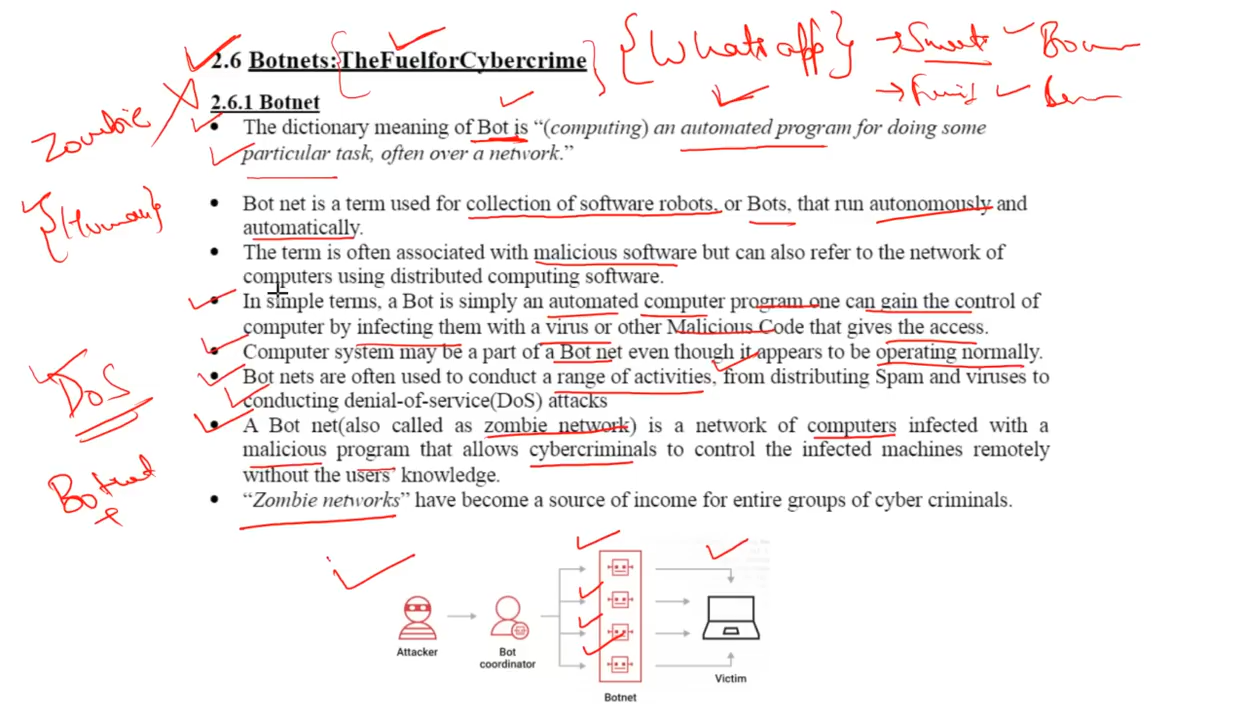 2.6 Botnets:TheFuelforCybercrime
{Whatsapp}
2.6.1 Botnet
Zombie
• The dictionary meaning of Bot is “(computing) an automated program for doing some
particular task, often over a network.”
{Human}
• Bot net is a term used for collection of software robots, or Bots, that run autonomously and
automatically.
• The term is often associated with malicious software but can also refer to the network of
computers using distributed computing software.
• In simple terms, a Bot is simply an automated computer program one can gain the control of
computer by infecting them with a virus or other Malicious Code that gives the access.
• Computer system may be a part of a Bot net even though it appears to be operating normally.
• Bot nets are often used to conduct a range of activities, from distributing Spam and viruses to
conducting denial-of-service(DoS) attacks
DoS
• A Bot net(also called as zombie network) is a network of computers infected with a
malicious program that allows cybercriminals to control the infected machines remotely
without the users’ knowledge.
Botnet
• “Zombie networks” have become a source of income for entire groups of cyber criminals.
Attacker
Bot
coordinator
Botnet
Victim